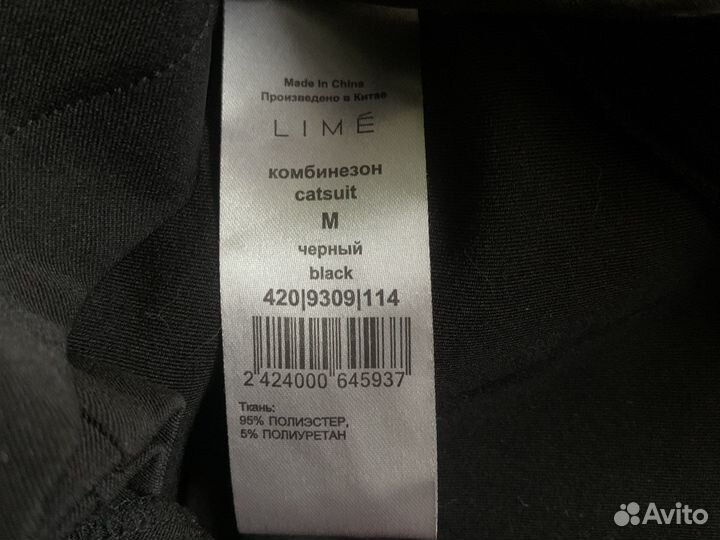 Made In China
Произведено в Китае
LIMÉ
комбинезон
catsuit
M
черный
black
420|9309|114
2 424000 645937
Ткань:
95% ПОЛИЭСТЕР,
5% ПОЛИУРЕТАН
Avito